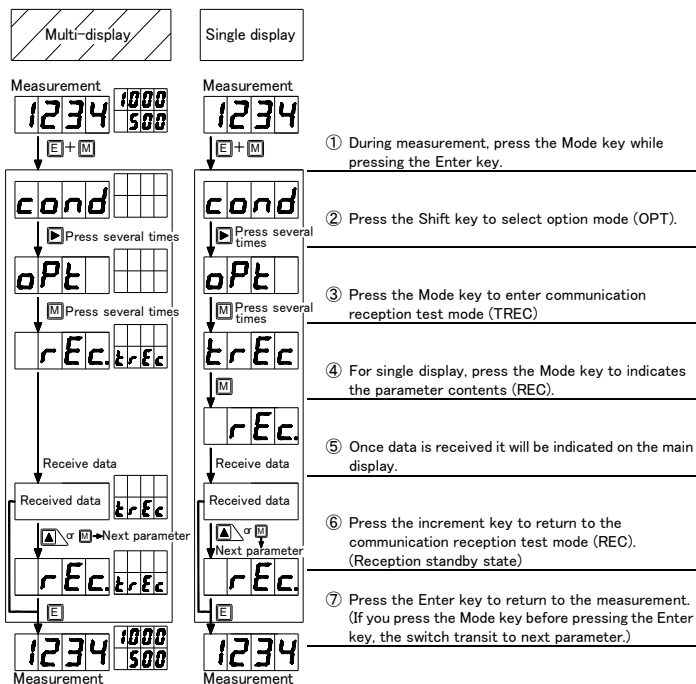 Multi-display
Single display
Measurement
1234
1000
500
E+M
cond
▶Press several times
oPt
MPress several times
rEc.
trEc
Receive data
Received data
trEc
▲ or M→Next parameter
rEc.
trEc
E
1234
1000
500
Measurement
Measurement
1234
E+M
cond
▶Press several
times
oPt
MPress several
times
trEc
M
rEc.
Receive data
Received data
▲ or M
Next parameter
rEc.
E
1234
Measurement
① During measurement, press the Mode key while
pressing the Enter key.
② Press the Shift key to select option mode (OPT).
③ Press the Mode key to enter communication
reception test mode (TREC)
④ For single display, press the Mode key to indicates
the parameter contents (REC).
⑤ Once data is received it will be indicated on the main
display.
⑥ Press the increment key to return to the
communication reception test mode (REC).
(Reception standby state)
⑦ Press the Enter key to return to the measurement.
(If you press the Mode key before pressing the Enter
key, the switch transit to next parameter.)